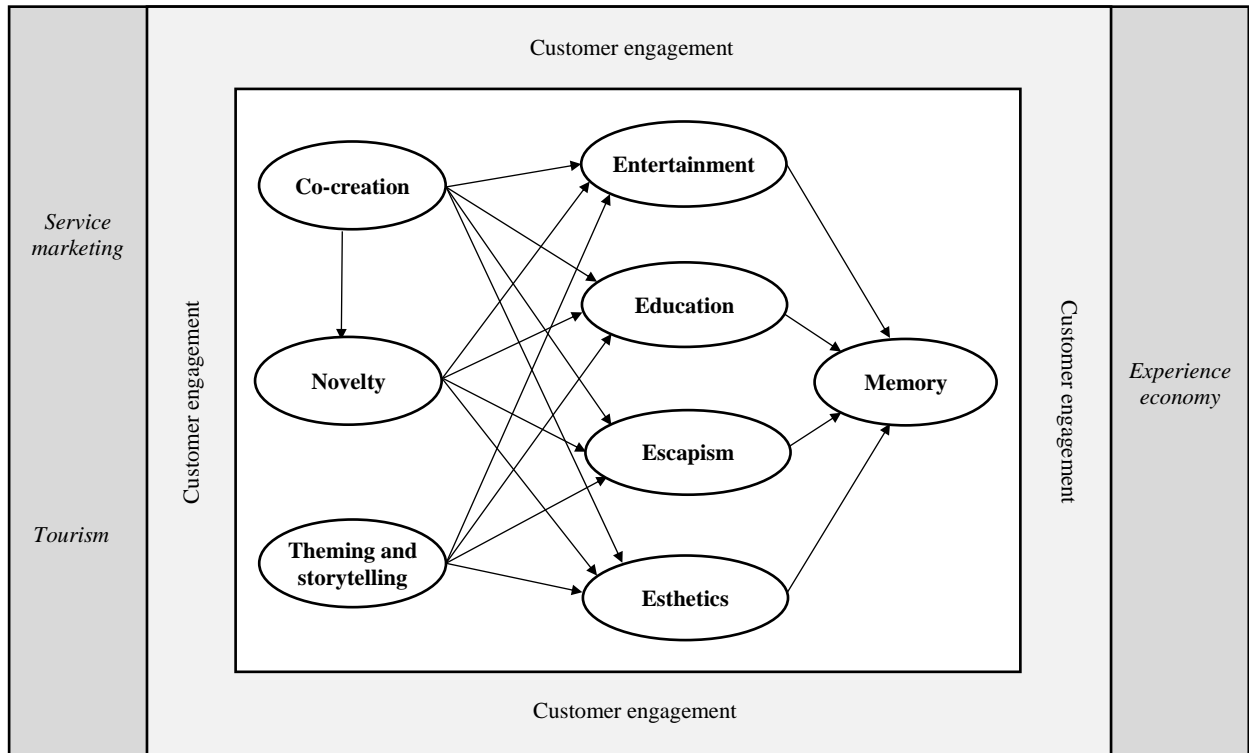 Customer engagement
Service
marketing
Tourism
Customer engagement
Co-creation
Novelty
Theming and
storytelling
Entertainment
Education
Escapism
Esthetics
Memory
Customer engagement
Experience
economy
Customer engagement